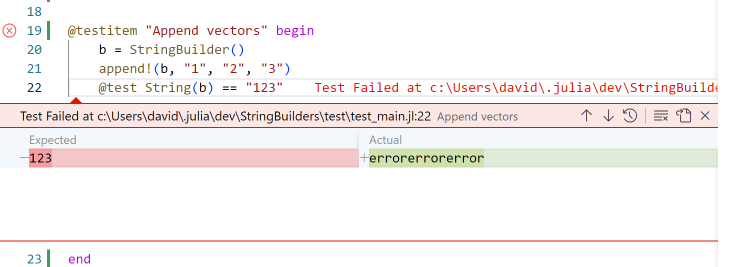 18
19 @testitem "Append vectors" begin
20 b = StringBuilder()
21 append!(b, "1", "2", "3")
22 @test String(b) == "123" Test Failed at c:\Users\david\.julia\dev\StringBuilde
Test Failed at c:\Users\david\.julia\dev\StringBuilders\test\test_main.jl:22 Append vectors
Expected Actual
−123 +errorerrorerror
23 end